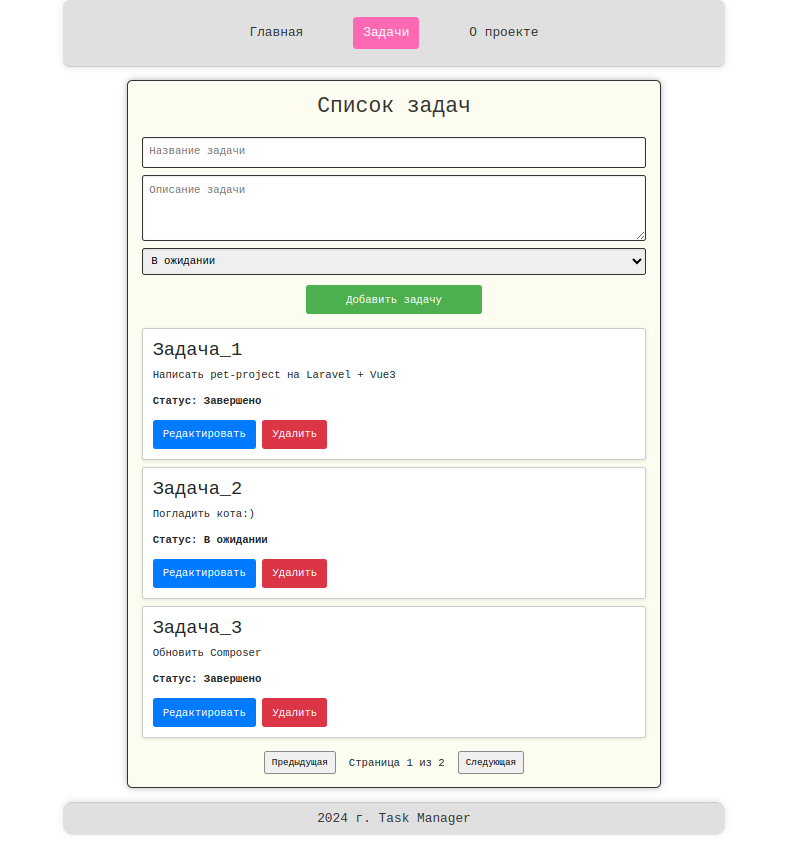 Главная Задачи О проекте
Список задач
Название задачи
Описание задачи
В ожидании
Добавить задачу
Задача_1
Написать pet-project на Laravel + Vue3
Статус: Завершено
Редактировать Удалить
Задача_2
Погладить кота:)
Статус: В ожидании
Редактировать Удалить
Задача_3
Обновить Composer
Статус: Завершено
Редактировать Удалить
Предыдущая Страница 1 из 2 Следующая
2024 г. Task Manager